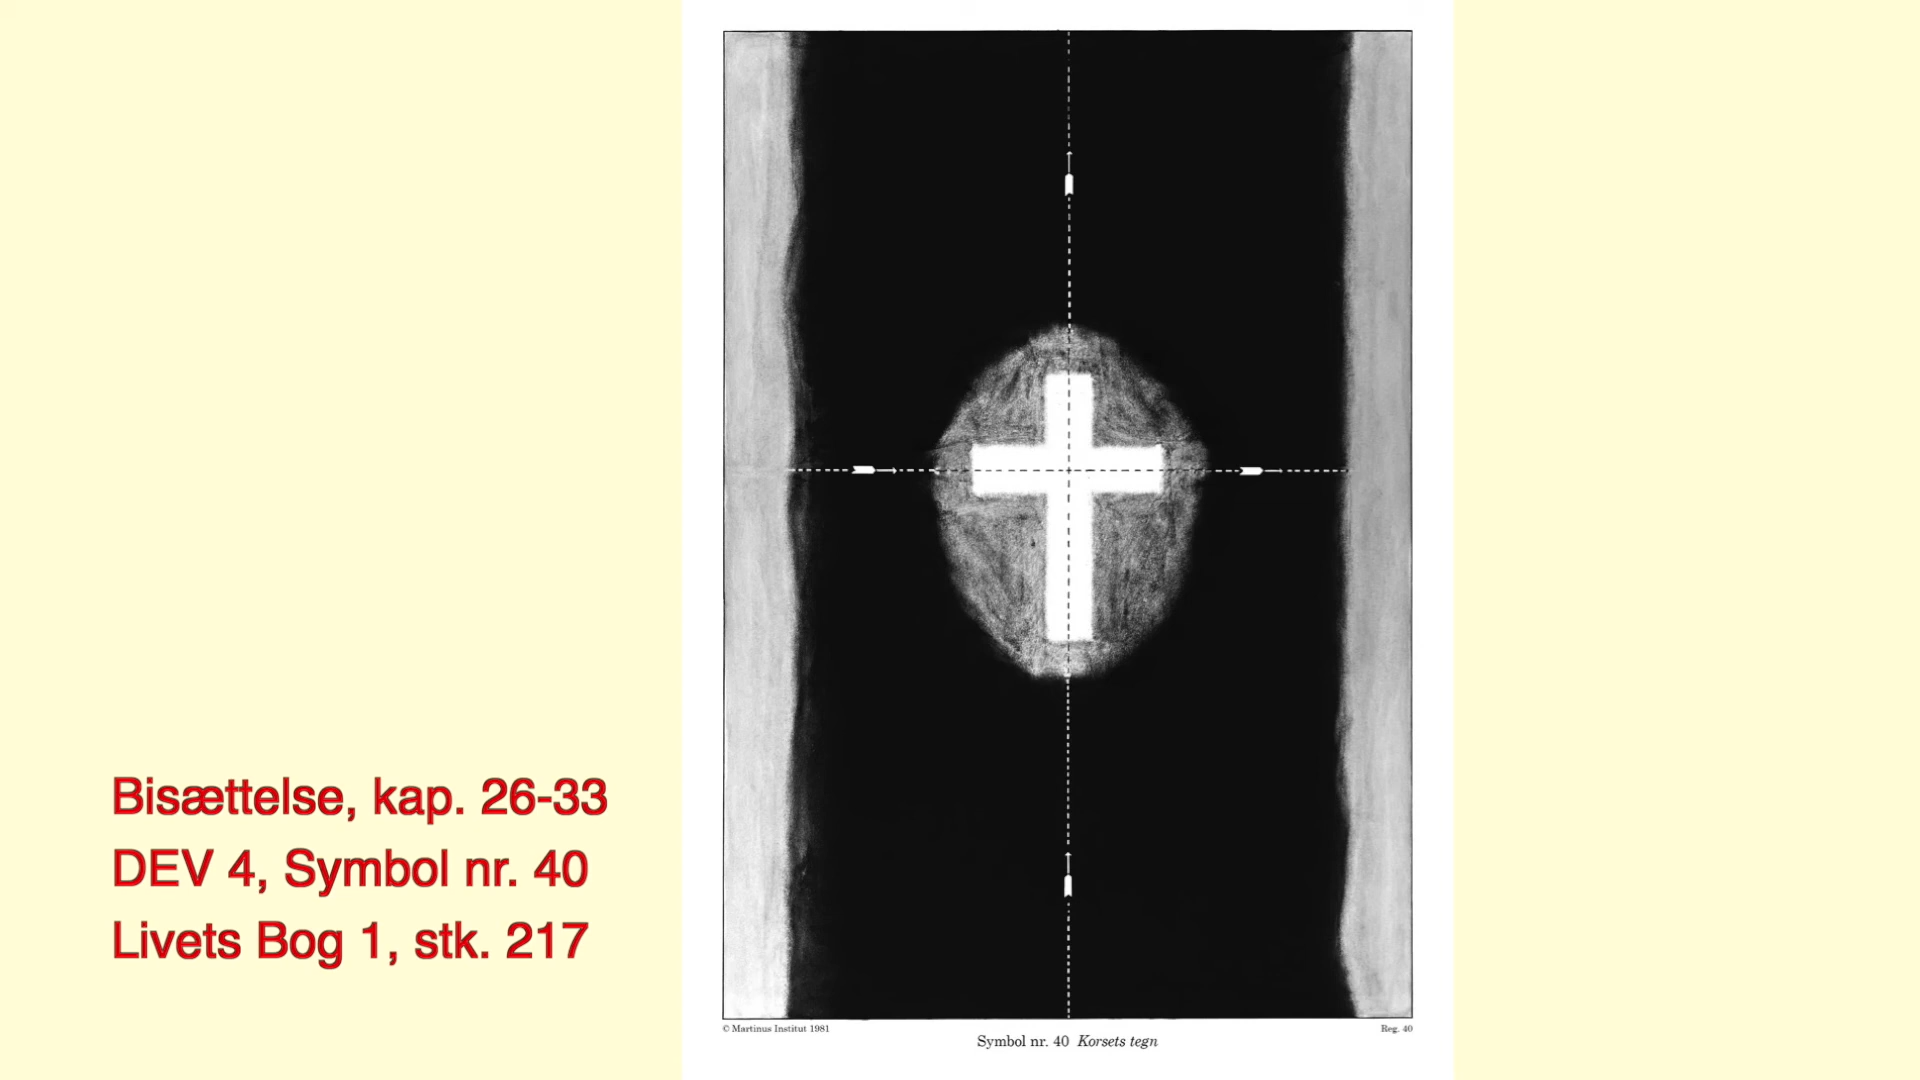 Bisættelse, kap. 26-33
DEV 4, Symbol nr. 40
Livets Bog 1, stk. 217
© Martinus Institut 1981
Reg. 40
Symbol nr. 40 Korsets tegn